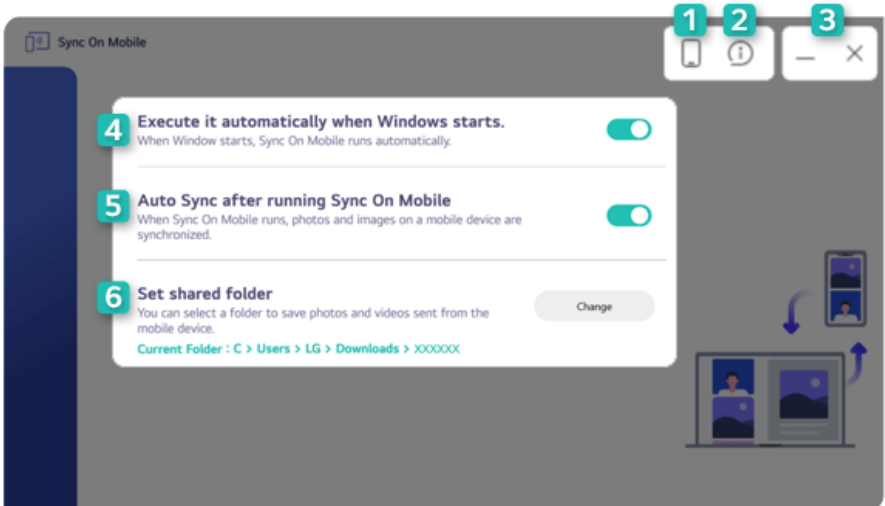 1 2 3
Sync On Mobile
4 Execute it automatically when Windows starts.
When Window starts, Sync On Mobile runs automatically.
5 Auto Sync after running Sync On Mobile
When Sync On Mobile runs, photos and images on a mobile device are
synchronized.
6 Set shared folder
You can select a folder to save photos and videos sent from the
mobile device.
Change
Current Folder : C > Users > LG > Downloads > XXXXXX